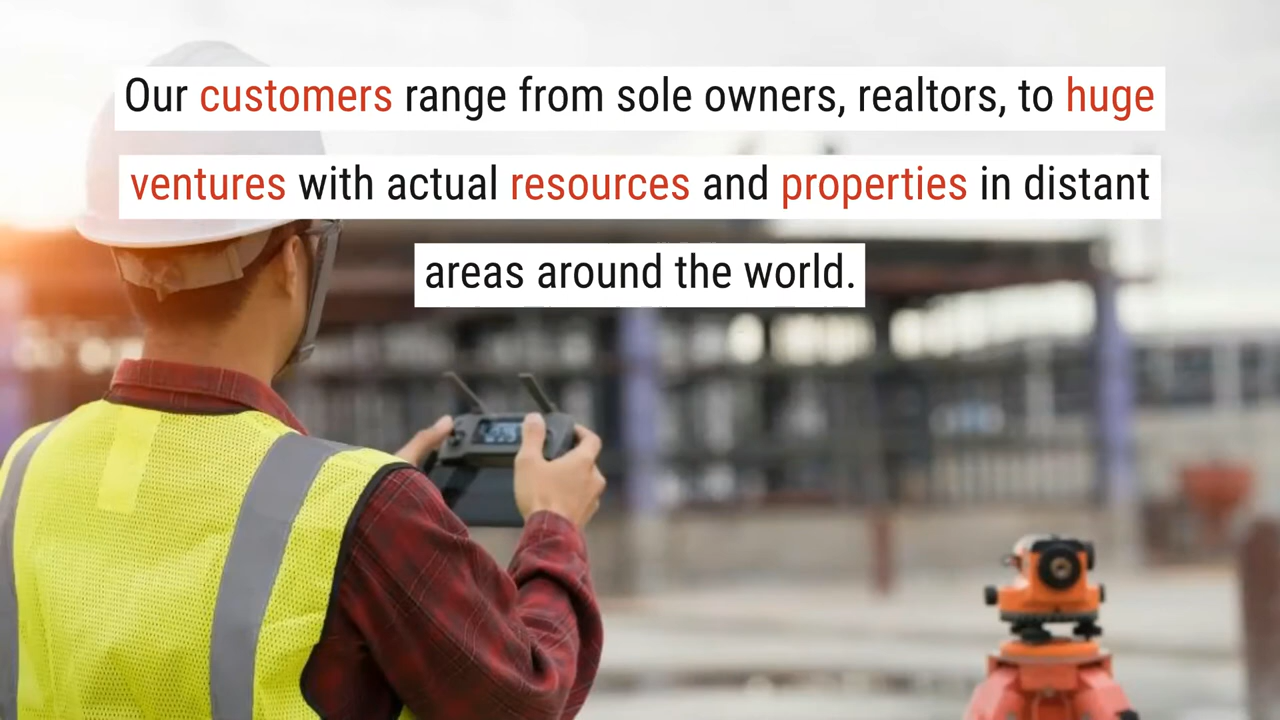 Our customers range from sole owners, realtors, to huge
ventures with actual resources and properties in distant
areas around the world.